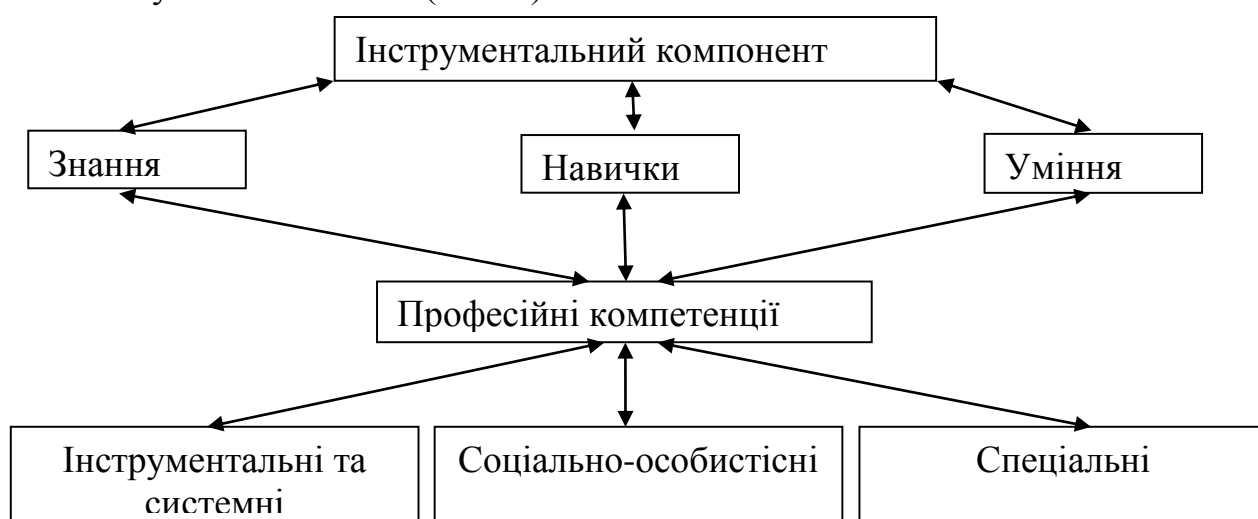 Інструментальний компонент
Знання Навички Уміння
Професійні компетенції
Інструментальні та Соціально-особистісні Спеціальні
системні